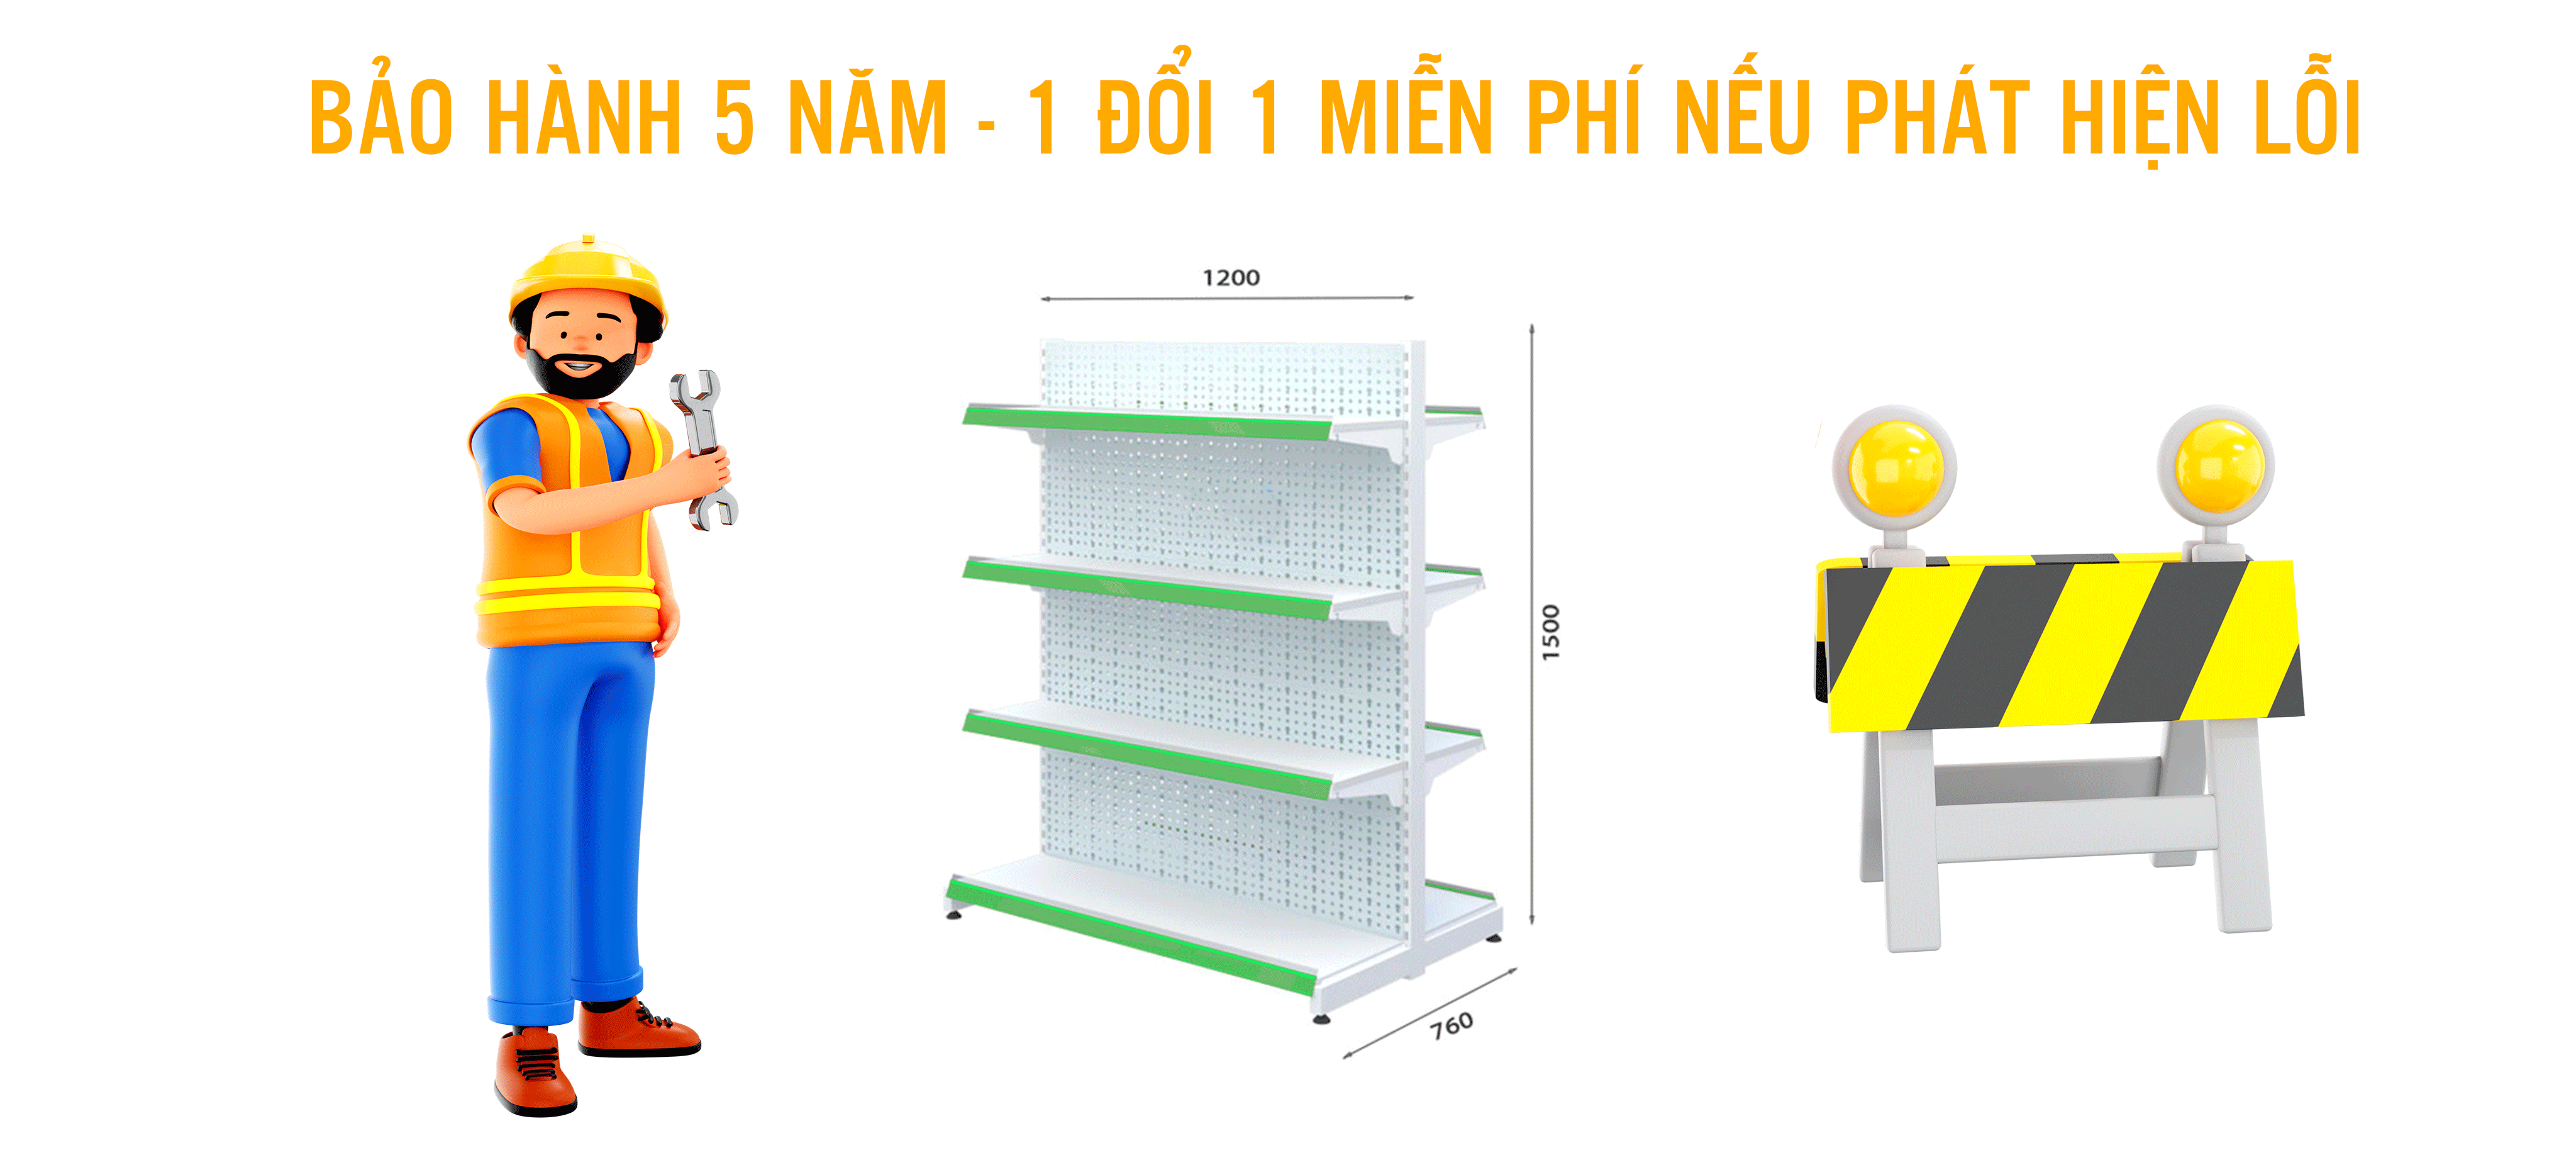 BẢO HÀNH 5 NĂM - 1 ĐỔI 1 MIỄN PHÍ NẾU PHÁT HIỆN LỖI
1200
1500
760